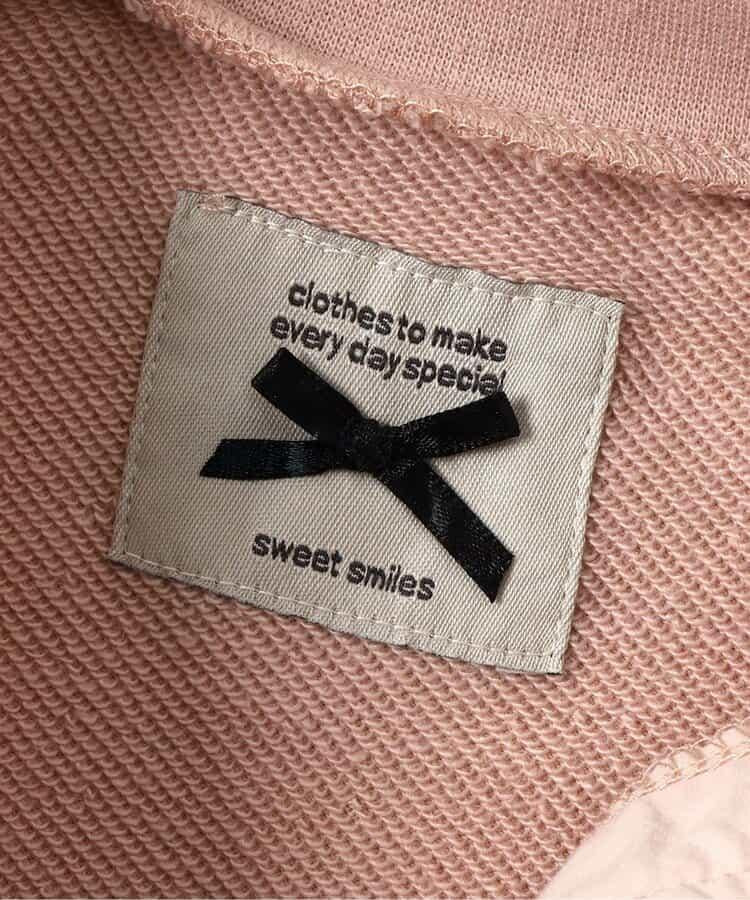 clothes to make
every day special
sweet smiles